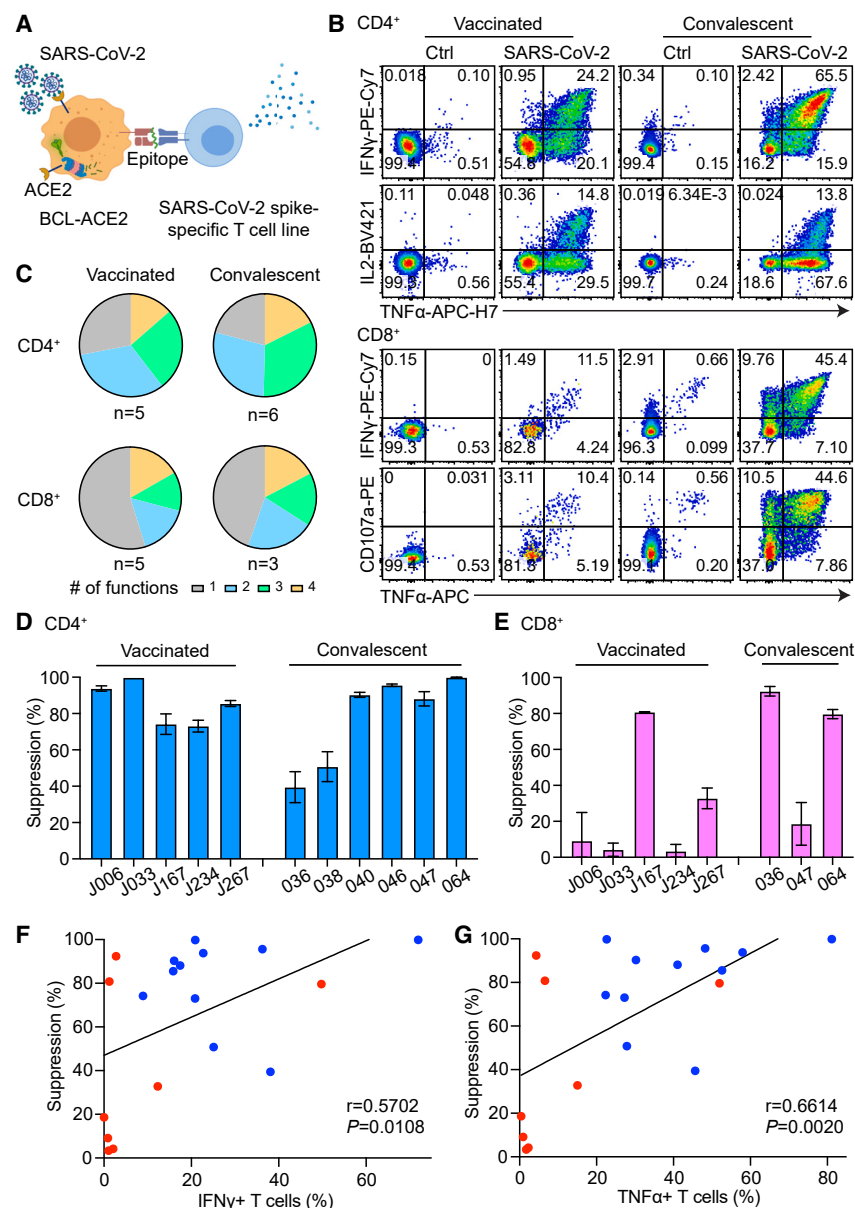 A
SARS-CoV-2
Epitope
ACE2
BCL-ACE2
SARS-CoV-2 spike-
specific T cell line
B
CD4+
Vaccinated
Convalescent
Ctrl
SARS-CoV-2
Ctrl
SARS-CoV-2
IFNγ-PE-Cy7
0.018 0.10
99.4 0.51
0.95 24.2
54.8 20.1
0.34 0.10
99.4 0.15
2.42 65.5
16.2 15.9
IL2-BV421
0.11 0.048
99.3 0.56
0.36 14.8
55.4 29.5
0.019 6.34E-3
99.7 0.24
0.024 13.8
18.6 67.6
TNFα-APC-H7
CD8+
IFNγ-PE-Cy7
0.15 0
99.3 0.53
1.49 11.5
82.8 4.24
2.91 0.66
96.3 0.099
9.76 45.4
37.7 7.10
CD107a-PE
0 0.031
99.4 0.53
3.11 10.4
5.19
0.14 0.56
0.20
10.5 44.6
7.86
TNFα-APC
C
Vaccinated Convalescent
CD4+
n=5 n=6
CD8+
n=5 n=3
# of functions 1 2 3 4
D CD4+
Vaccinated Convalescent
Suppression (%)
100
80
60
40
20
0
J006 J033 J167 J234 J267 036 038 040 046 047 064
E CD8+
Vaccinated Convalescent
Suppression (%)
100
80
60
40
20
0
J006 J033 J167 J234 J267 036 047 064
F
Suppression (%)
100
80
60
40
20
0
r=0.5702
P=0.0108
0 20 40 60
IFNγ+ T cells (%)
G
Suppression (%)
100
80
60
40
20
0
r=0.6614
P=0.0020
0 20 40 60 80
TNFα+ T cells (%)